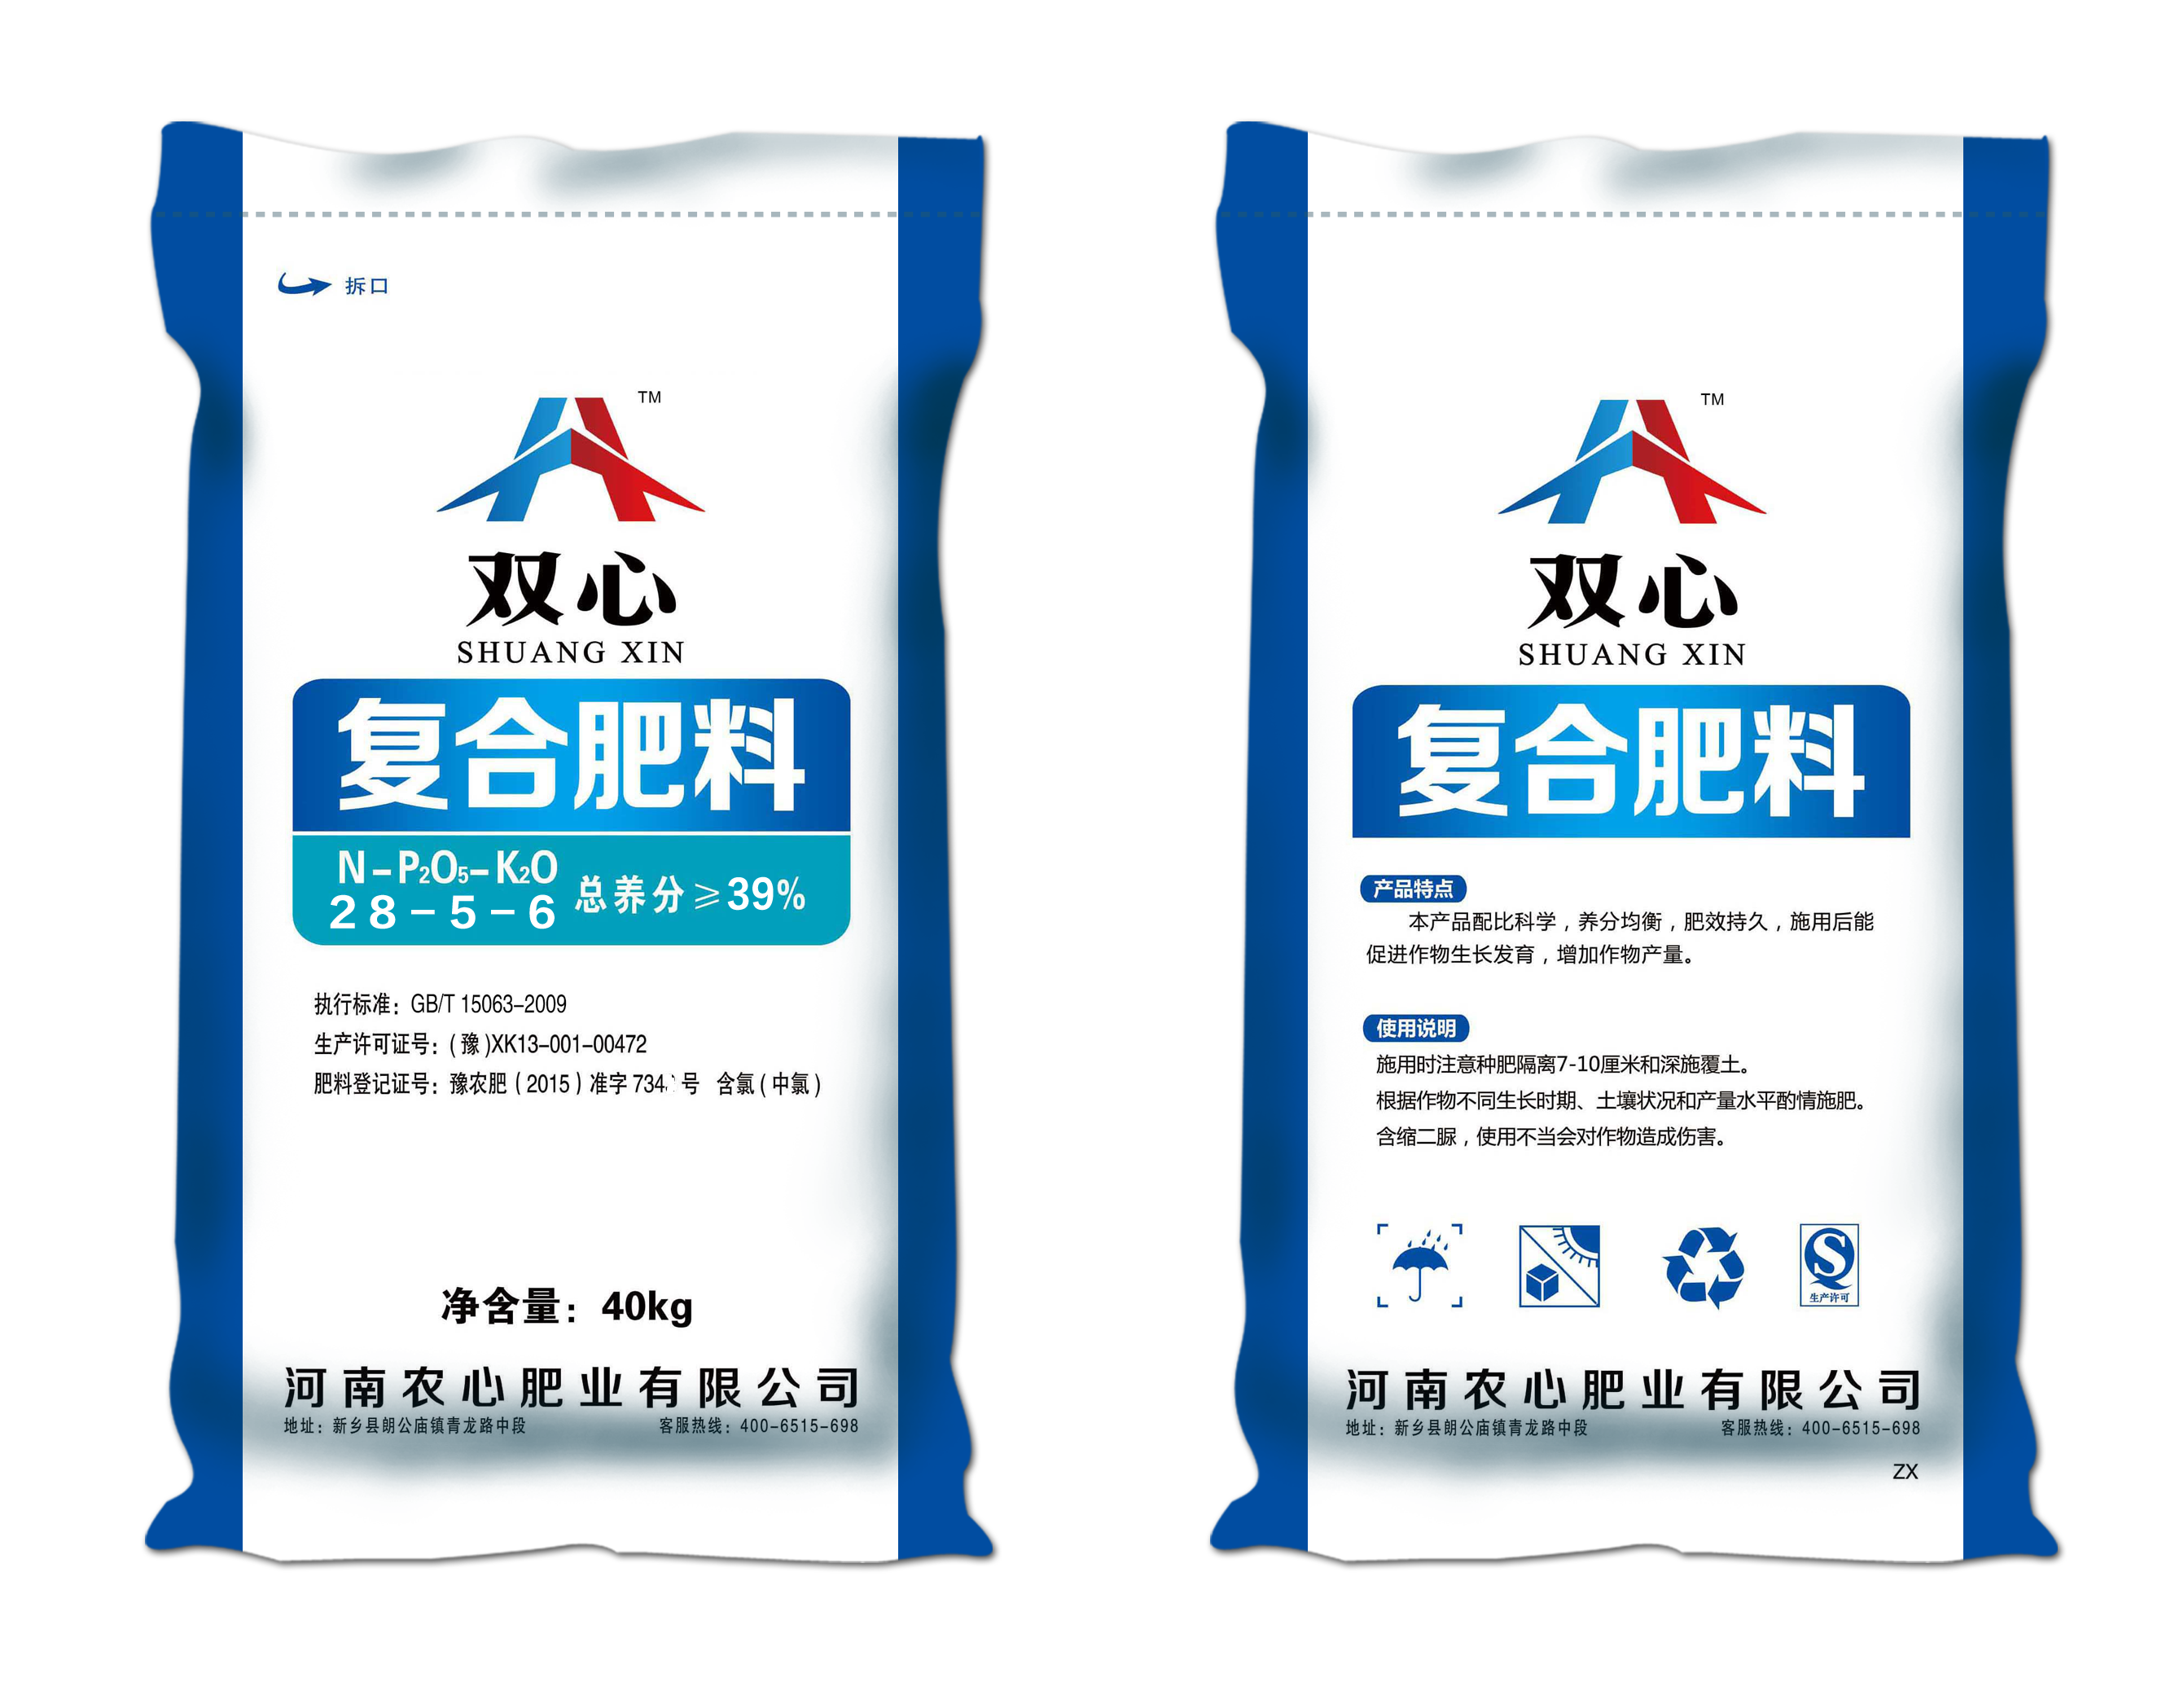 拆口
TM
双心
SHUANG XIN
复合肥料
N-P₂O₅-K₂O
28-5-6
总养分≥39%
执行标准：GB/T 15063-2009
生产许可证号：(豫)XK13-001-00472
肥料登记证号：豫农肥（2015）准字734 号 含氯(中氯)
净含量：40kg
河南农心肥业有限公司
地址：新乡县朗公庙镇青龙路中段 客服热线：400-6515-698
TM
双心
SHUANG XIN
复合肥料
产品特点
本产品配比科学，养分均衡，肥效持久，施用后能
促进作物生长发育，增加作物产量。
使用说明
施用时注意种肥隔离7-10厘米和深施覆土。
根据作物不同生长时期、土壤状况和产量水平酌情施肥。
含缩二脲，使用不当会对作物造成伤害。
S
生产许可
河南农心肥业有限公司
地址：新乡县朗公庙镇青龙路中段 客服热线：400-6515-698
ZX